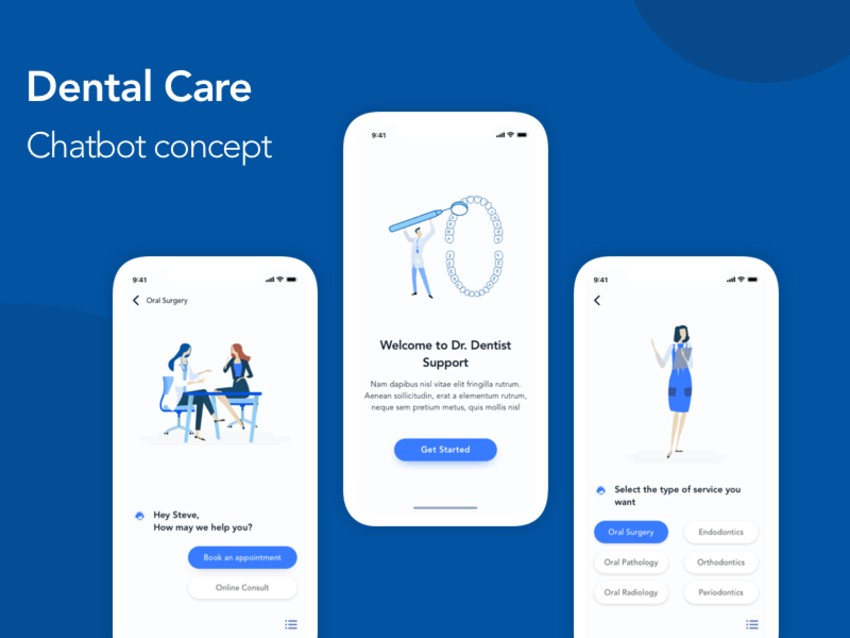 Dental Care
Chatbot concept
9:41
Oral Surgery
Hey Steve,
How may we help you?
Book an appointment
Online Consult
9:41
Welcome to Dr. Dentist
Support
Nam dapibus nisl vitae elit fringilla rutrum.
Aenean sollicitudin, erat a elementum rutrum,
neque sem pretium metus, quis mollis nisl
Get Started
9:41
Select the type of service you
want
Oral Surgery
Endodontics
Oral Pathology
Orthodontics
Oral Radiology
Periodontics